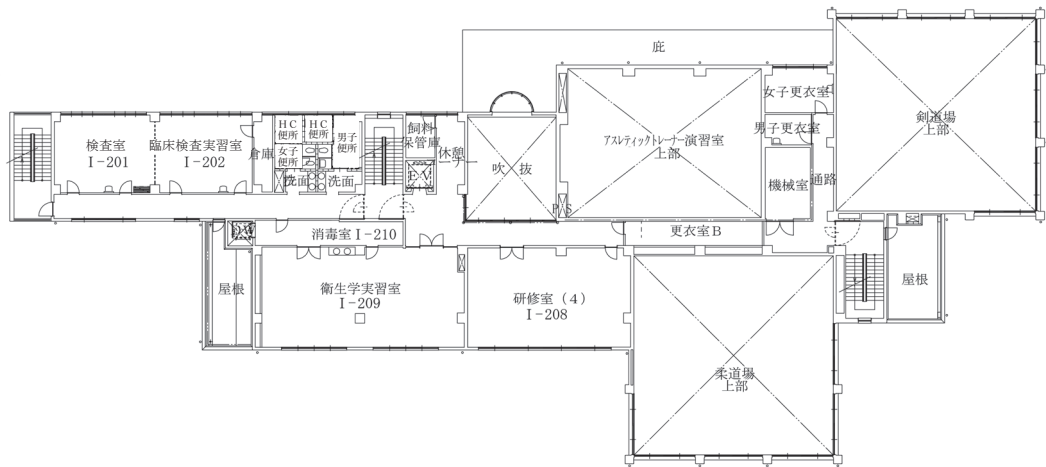 庇
女子更衣室
剣道場
上部
検査室
I-201
臨床検査実習室
I-202
倉庫
HC
便所
HC
便所
女子
便所
男子
便所
洗面
洗面
飼料
保管庫
EV
休憩
コーナー
吹 抜
アスレティックトレーナー演習室
上部
男子更衣室
機械室
通路
PS
消毒室I-210
更衣室B
DW
屋根
衛生学実習室
I-209
研修室(4)
I-208
柔道場
上部
屋根